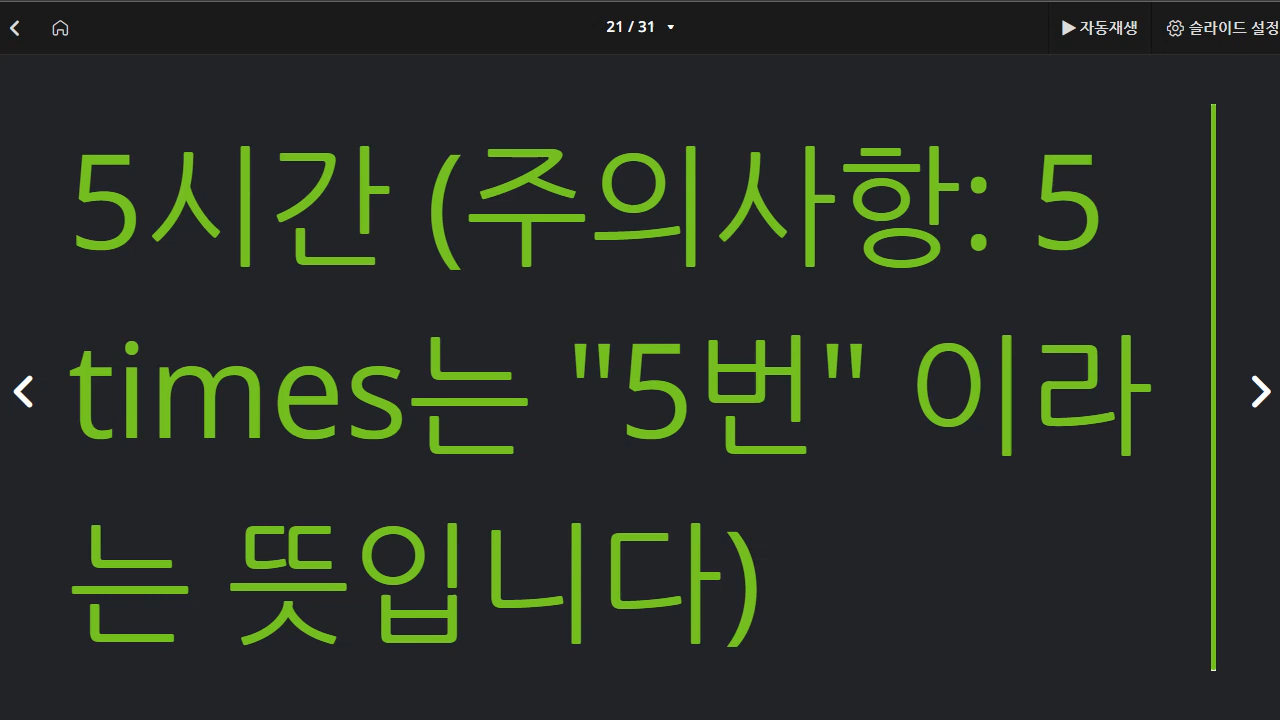 21 / 31
▶ 자동재생
슬라이드 설정
5시간 (주의사항: 5
times는 "5번" 이라
는 뜻입니다)